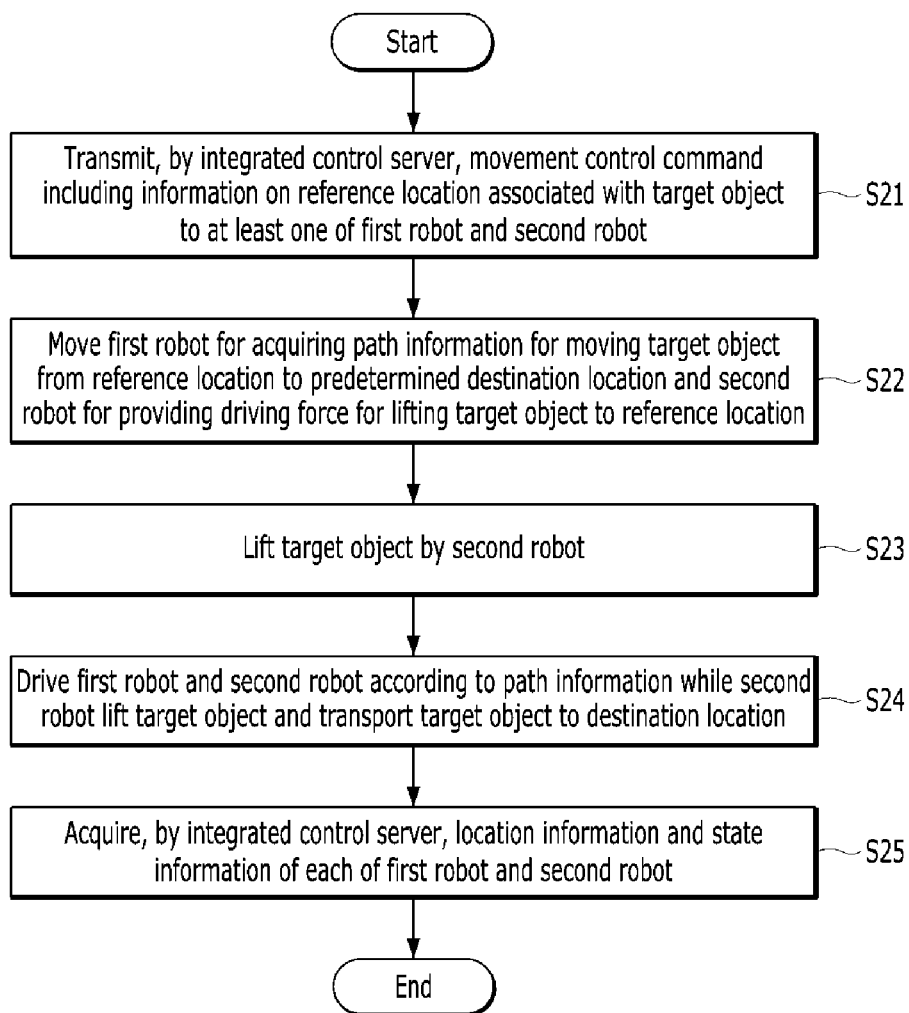 Start
Transmit, by integrated control server, movement control command
including information on reference location associated with target object
to at least one of first robot and second robot
S21
Move first robot for acquiring path information for moving target object
from reference location to predetermined destination location and second
robot for providing driving force for lifting target object to reference location
S22
Lift target object by second robot
S23
Drive first robot and second robot according to path information while second
robot lift target object and transport target object to destination location
S24
Acquire, by integrated control server, location information and state
information of each of first robot and second robot
S25
End